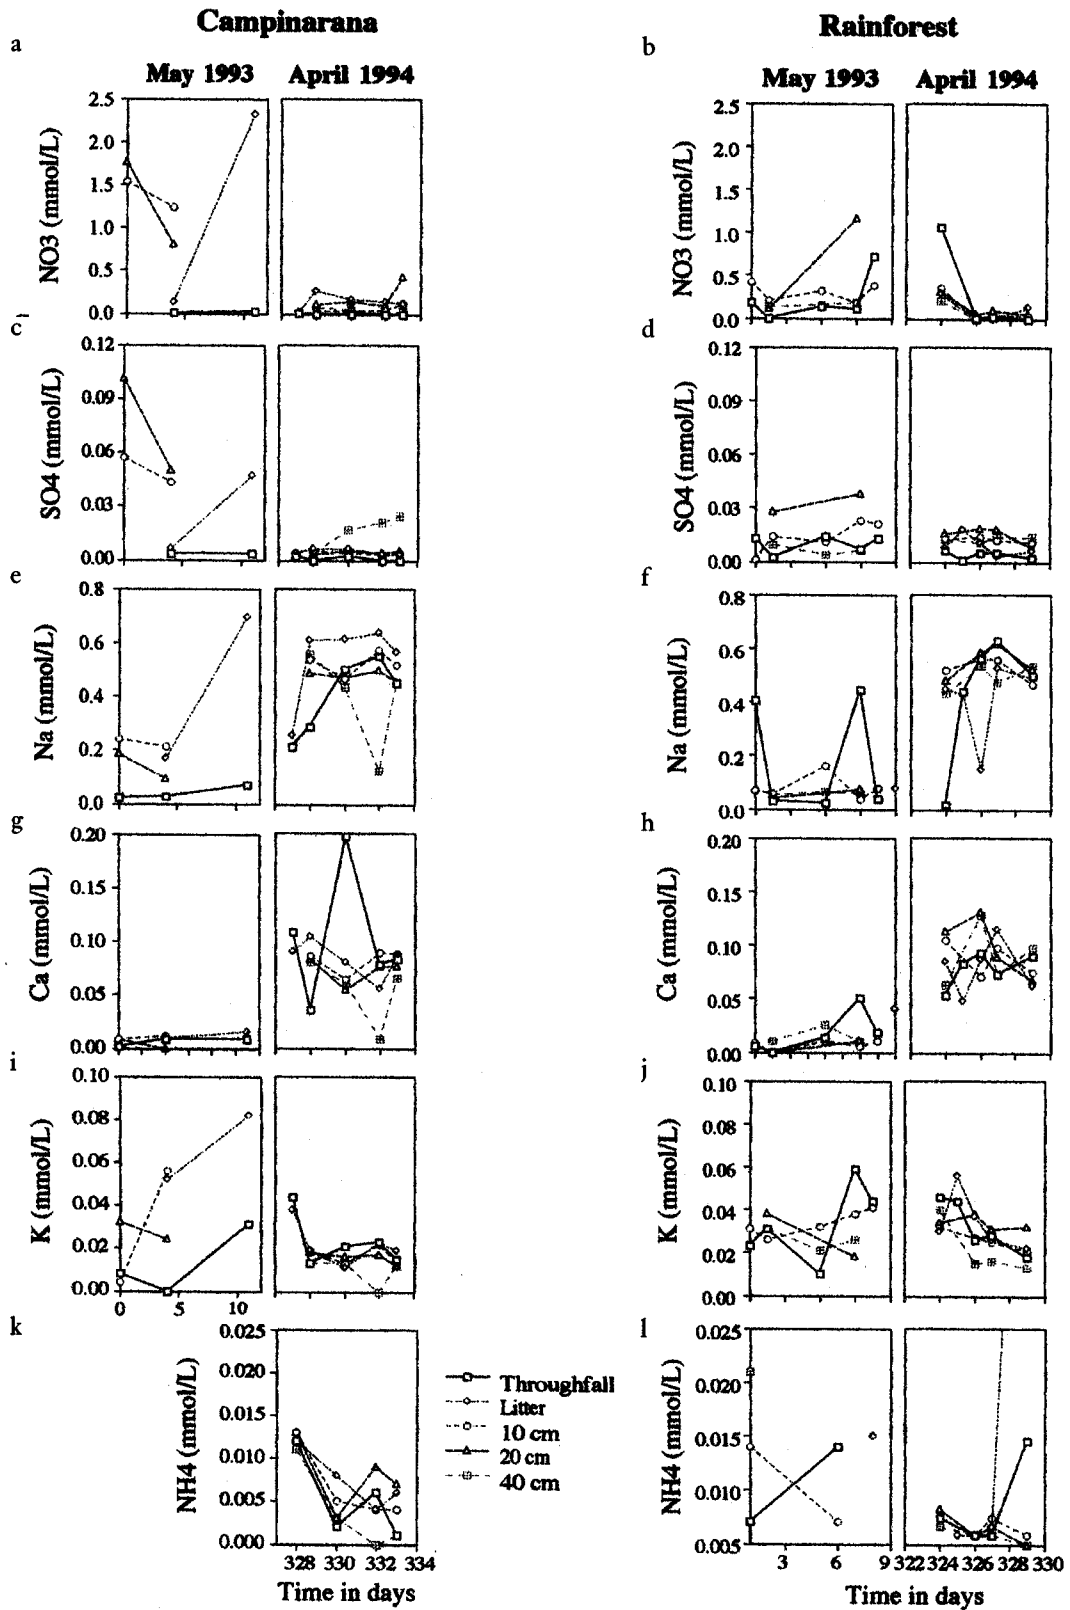 Campinarana
Rainforest
a
b
May 1993
April 1994
May 1993
April 1994
NO3 (mmol/L)
2.5
2.0
1.5
1.0
0.5
0.0
NO3 (mmol/L)
2.5
2.0
1.5
1.0
0.5
0.0
c
d
SO4 (mmol/L)
0.12
0.09
0.06
0.03
0.00
SO4 (mmol/L)
0.12
0.09
0.06
0.03
0.00
e
f
Na (mmol/L)
0.8
0.6
0.4
0.2
0.0
Na (mmol/L)
0.8
0.6
0.4
0.2
0.0
g
h
Ca (mmol/L)
0.20
0.15
0.10
0.05
0.00
Ca (mmol/L)
0.20
0.15
0.10
0.05
0.00
i
j
K (mmol/L)
0.10
0.08
0.06
0.04
0.02
0.00
0 5 10
K (mmol/L)
0.10
0.08
0.06
0.04
0.02
0.00
k
l
NH4 (mmol/L)
0.025
0.020
0.015
0.010
0.005
0.000
328 330 332 334
Time in days
Throughfall
Litter
10 cm
20 cm
40 cm
NH4 (mmol/L)
0.025
0.020
0.015
0.010
0.005
3 6 9 322 324 326 328 330
Time in days